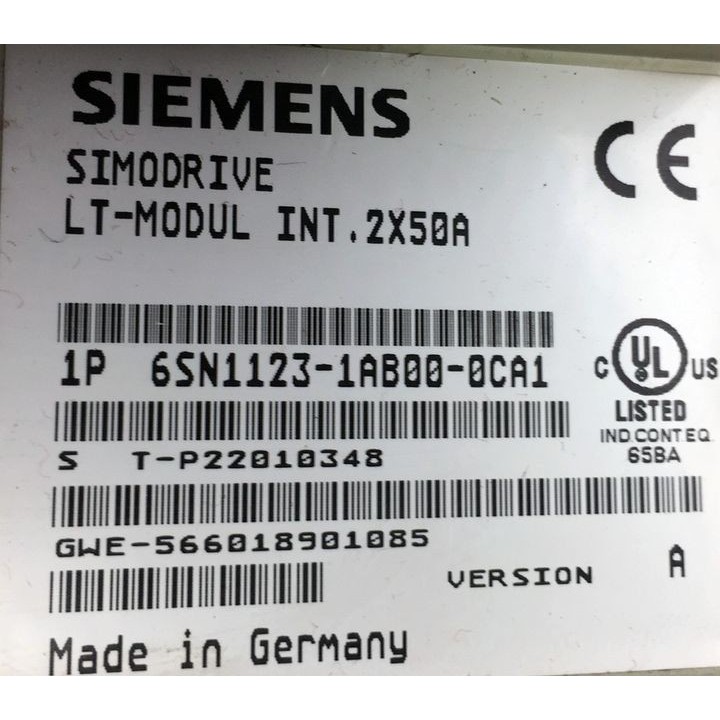 SIEMENS
SIMODRIVE
LT-MODUL INT.2X50A
CE
1P 6SN1123-1AB00-0CA1
C UL US
LISTED
IND.CONT.EQ.
65BA
S T-P22010348
GWE-566018901085
VERSION A
Made in Germany